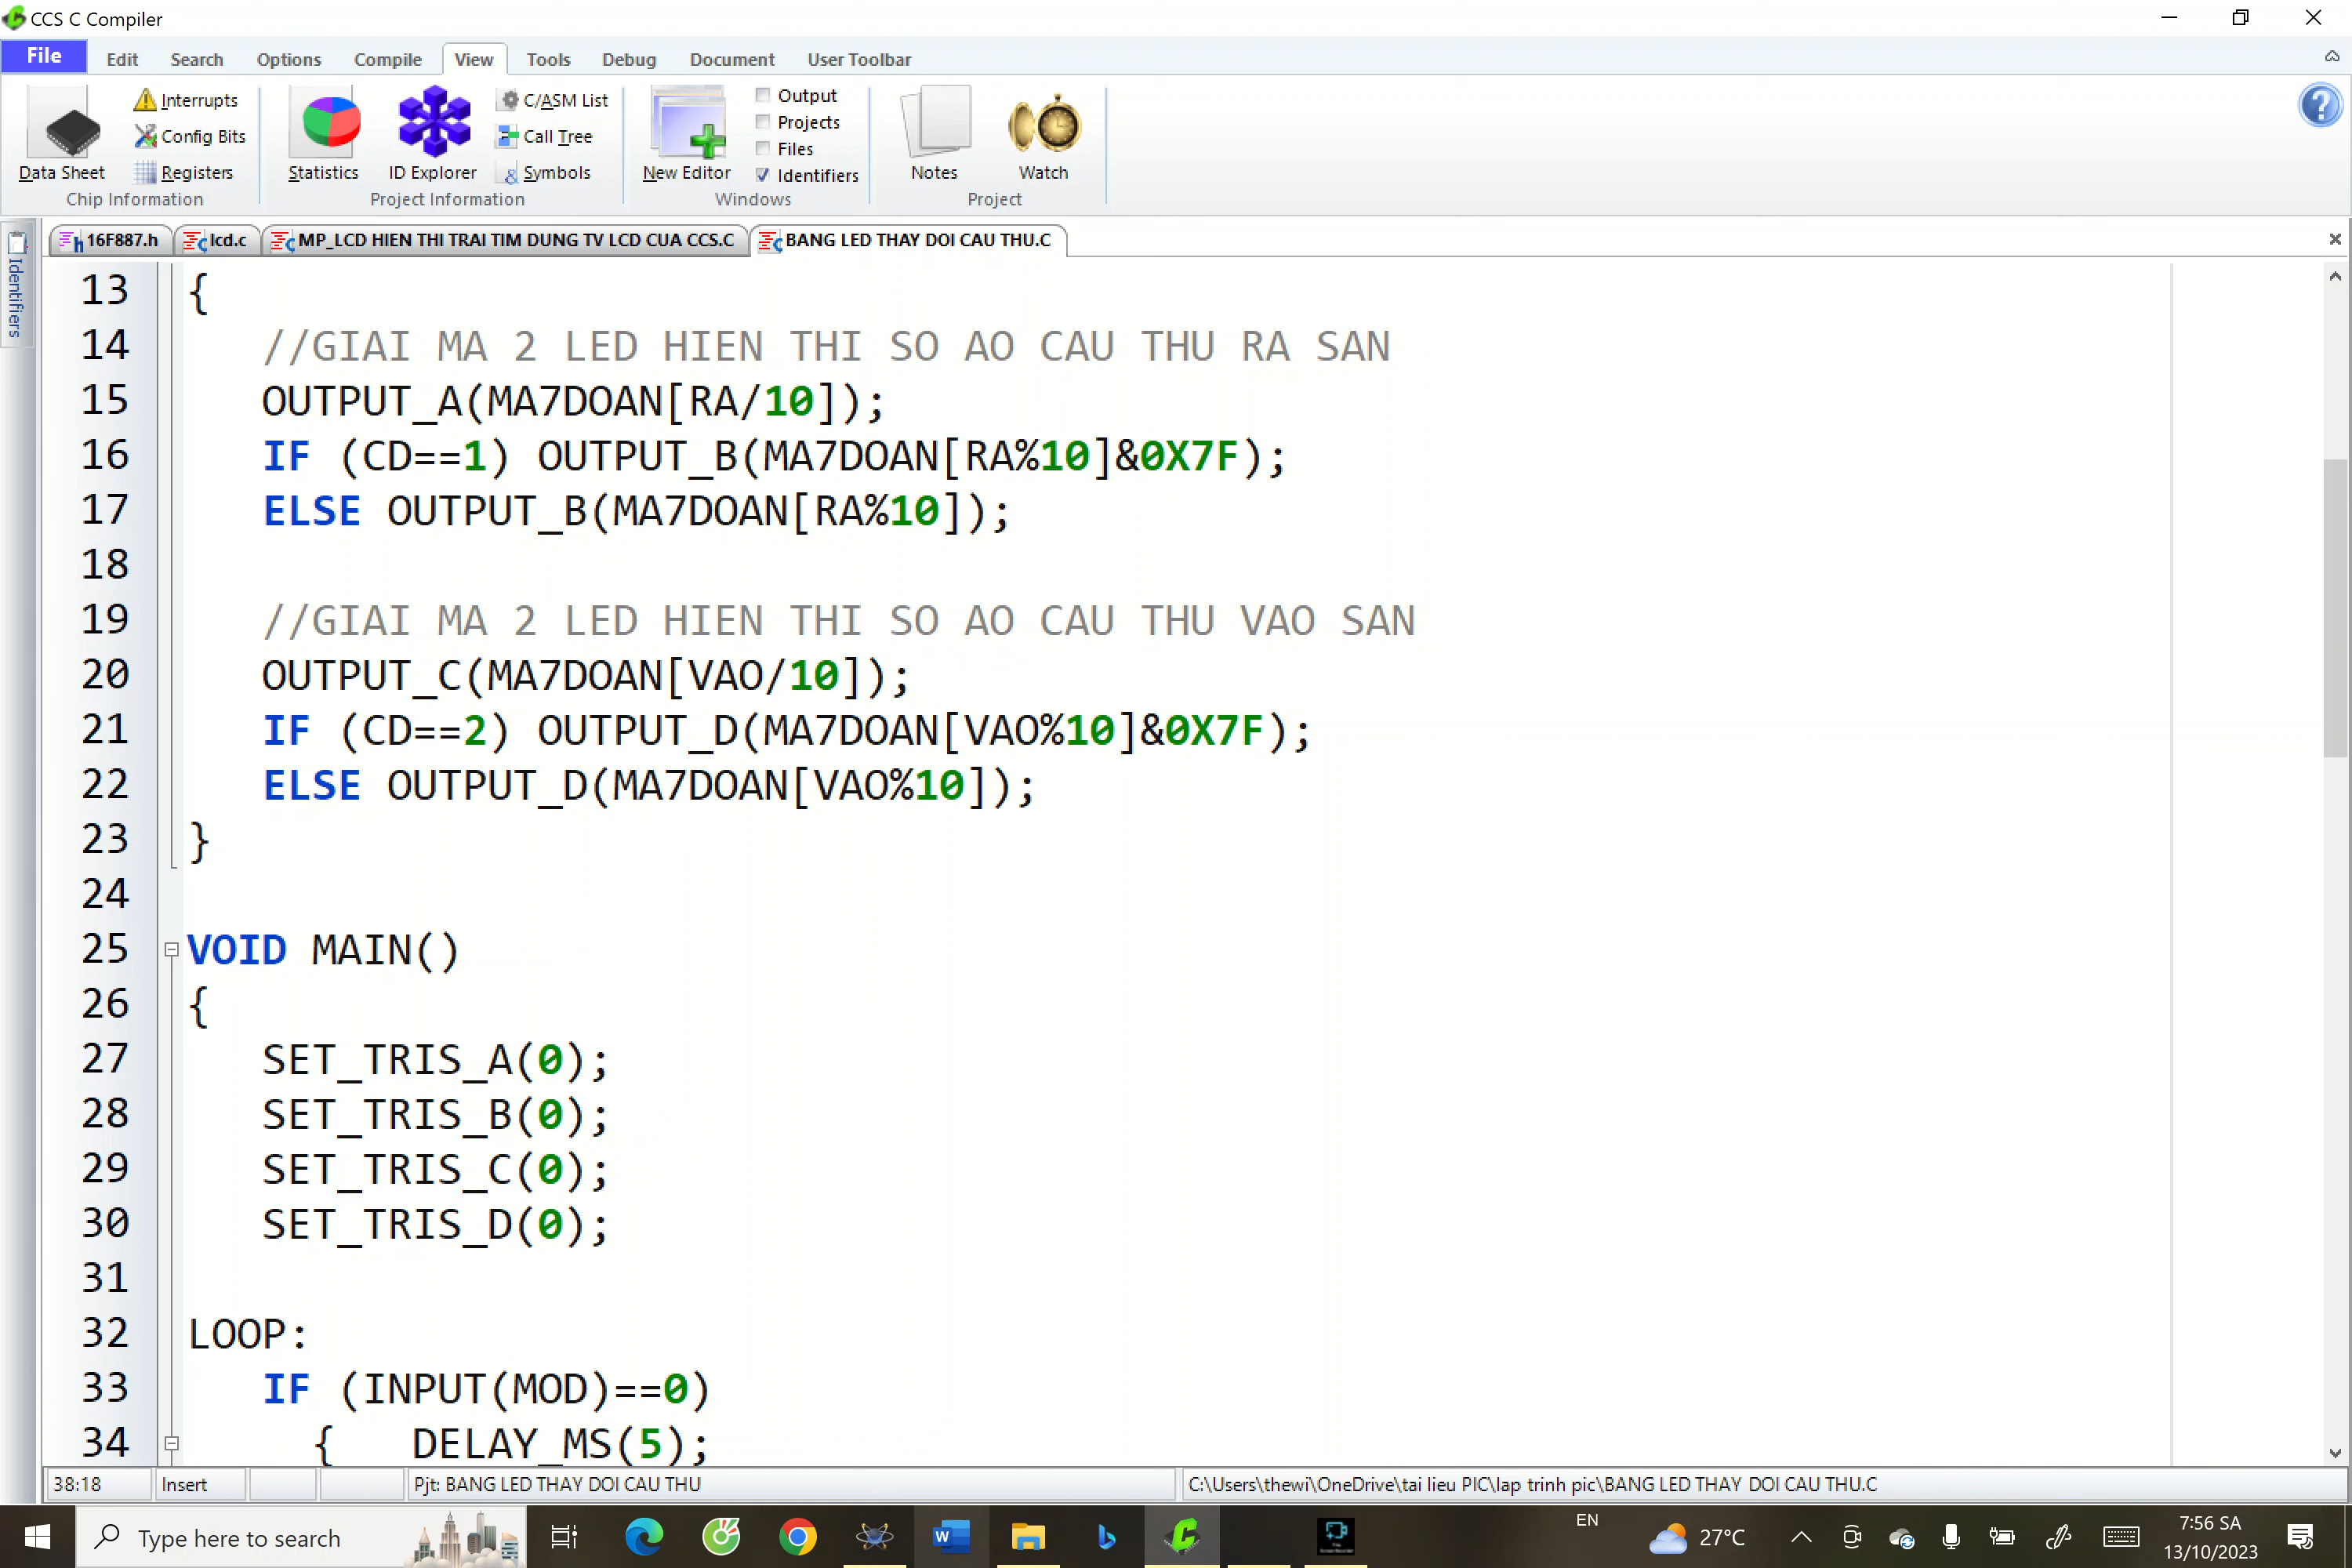 CCS C Compiler
File Edit Search Options Compile View Tools Debug Document User Toolbar
Data Sheet
Interrupts
Config Bits
Registers
Chip Information
Statistics
ID Explorer
C/ASM List
Call Tree
Symbols
Project Information
New Editor
Output
Projects
Files
Identifiers
Windows
Notes
Watch
Project
Identifiers
16F887.h
lcd.c
MP_LCD HIEN THI TRAI TIM DUNG TV LCD CUA CCS.C
BANG LED THAY DOI CAU THU.C
13 {
14 //GIAI MA 2 LED HIEN THI SO AO CAU THU RA SAN
15 OUTPUT_A(MA7DOAN[RA/10]);
16 IF (CD==1) OUTPUT_B(MA7DOAN[RA%10]&0X7F);
17 ELSE OUTPUT_B(MA7DOAN[RA%10]);
18
19 //GIAI MA 2 LED HIEN THI SO AO CAU THU VAO SAN
20 OUTPUT_C(MA7DOAN[VAO/10]);
21 IF (CD==2) OUTPUT_D(MA7DOAN[VAO%10]&0X7F);
22 ELSE OUTPUT_D(MA7DOAN[VAO%10]);
23 }
24
25 VOID MAIN()
26 {
27 SET_TRIS_A(0);
28 SET_TRIS_B(0);
29 SET_TRIS_C(0);
30 SET_TRIS_D(0);
31
32 LOOP:
33 IF (INPUT(MOD)==0)
34 { DELAY_MS(5);
38:18 Insert Pjt: BANG LED THAY DOI CAU THU C:\Users\thewi\OneDrive\tai lieu PIC\lap trinh pic\BANG LED THAY DOI CAU THU.C
Type here to search
EN
27°C
7:56 SA
13/10/2023